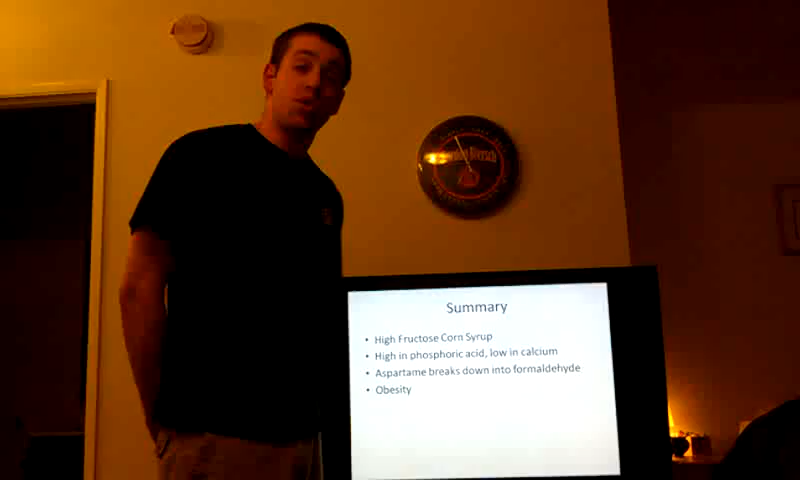 Summary
• High Fructose Corn Syrup
• High in phosphoric acid, low in calcium
• Aspartame breaks down into formaldehyde
• Obesity